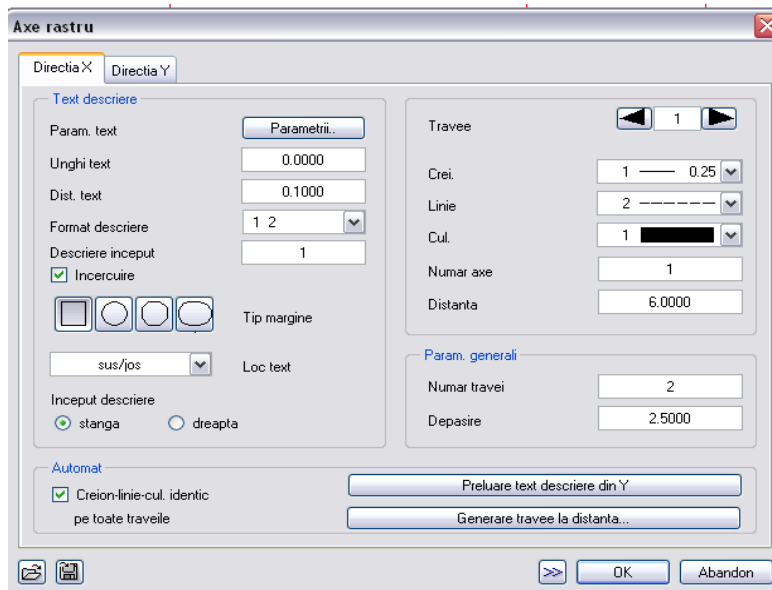 Axe rastru
Directia X
Directia Y
Text descriere
Param. text
Parametrii..
Unghi text
0.0000
Dist. text
0.1000
Format descriere
1 2
Descriere inceput
1
Incercuire
Tip margine
sus/jos
Loc text
Inceput descriere
stanga
dreapta
Travee
1
Crei.
1 0.25
Linie
2
Cul.
1
Numar axe
1
Distanta
6.0000
Param. generali
Numar travei
2
Depasire
2.5000
Automat
Creion-linie-cul. identic
pe toate traveile
Preluare text descriere din Y
Generare travee la distanta...
>>
OK
Abandon